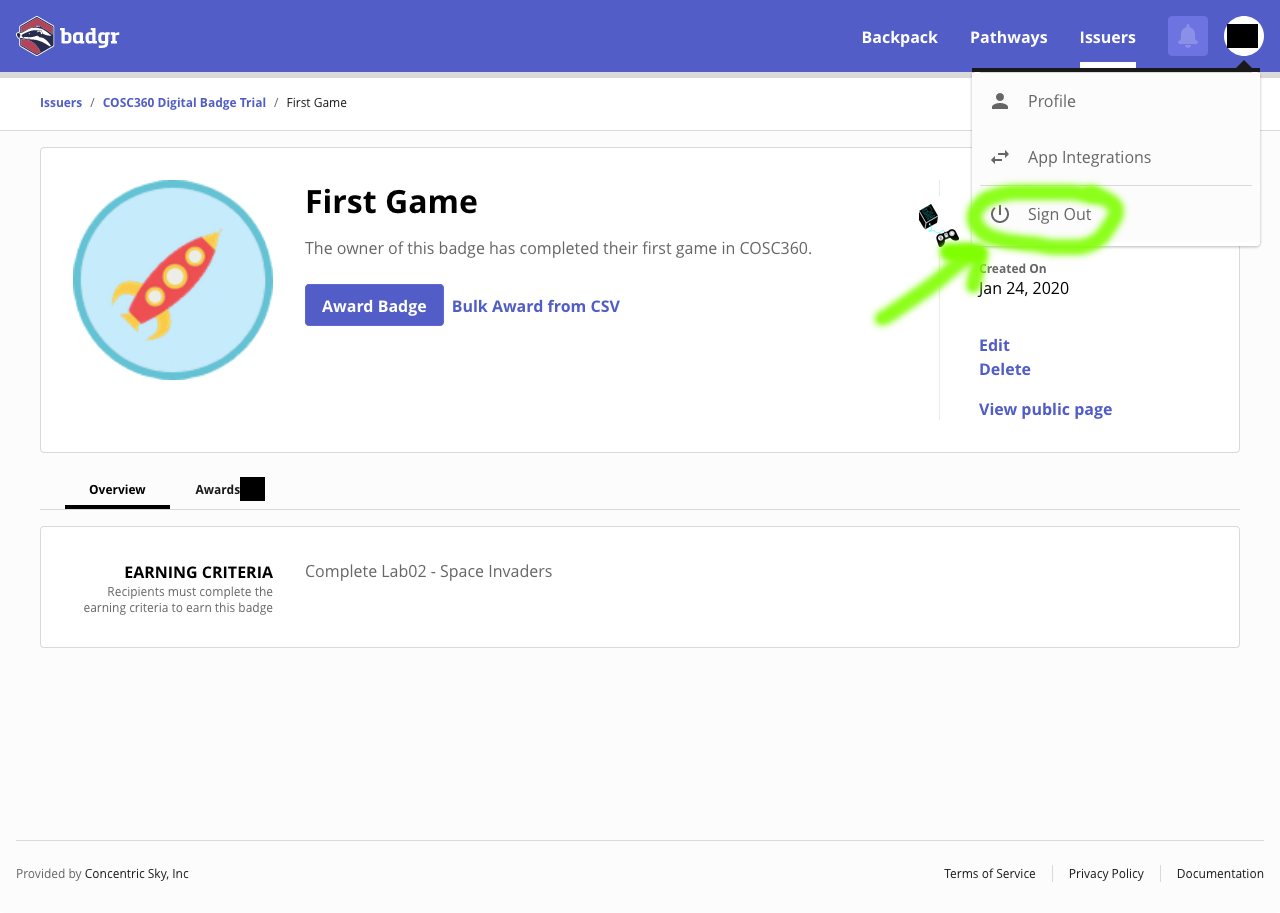 badgr
Backpack Pathways Issuers
Issuers / COSC360 Digital Badge Trial / First Game
Profile
App Integrations
Sign Out
First Game
The owner of this badge has completed their first game in COSC360.
Award Badge Bulk Award from CSV
Created On
Jan 24, 2020
Edit
Delete
View public page
Overview Awards
EARNING CRITERIA
Recipients must complete the
earning criteria to earn this badge
Complete Lab02 - Space Invaders
Provided by Concentric Sky, Inc
Terms of Service Privacy Policy Documentation